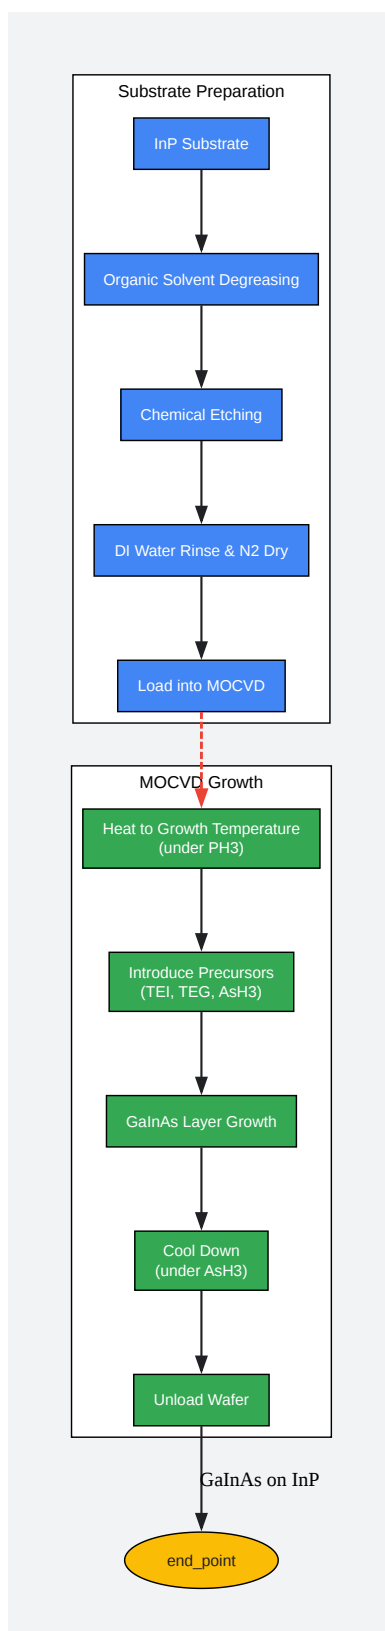 Substrate Preparation
InP Substrate
Organic Solvent Degreasing
Chemical Etching
DI Water Rinse & N2 Dry
Load into MOCVD
MOCVD Growth
Heat to Growth Temperature
(under PH3)
Introduce Precursors
(TEI, TEG, AsH3)
GaInAs Layer Growth
Cool Down
(under AsH3)
Unload Wafer
GaInAs on InP
end_point